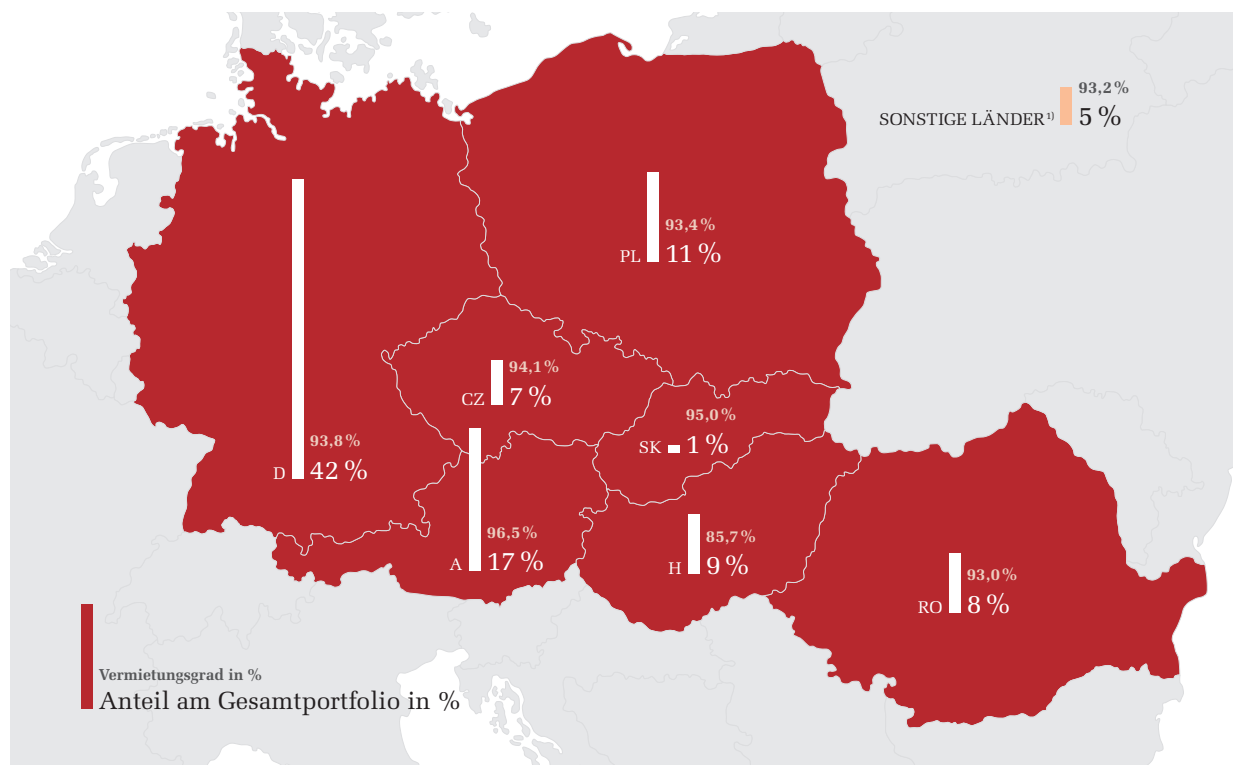 93,2 %
SONSTIGE LÄNDER¹⁾ 5 %
93,4 %
PL 11 %
94,1 %
CZ 7 %
95,0 %
SK 1 %
93,8 %
D 42 %
96,5 %
A 17 %
85,7 %
H 9 %
93,0 %
RO 8 %
Vermietungsgrad in %
Anteil am Gesamtportfolio in %